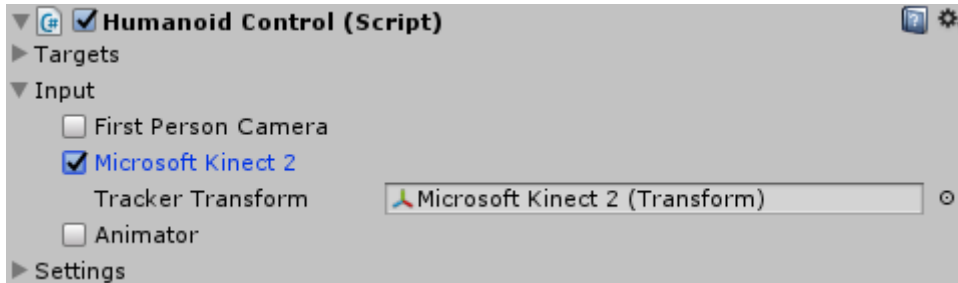 Humanoid Control (Script)
Targets
Input
First Person Camera
Microsoft Kinect 2
Tracker Transform Microsoft Kinect 2 (Transform)
Animator
Settings